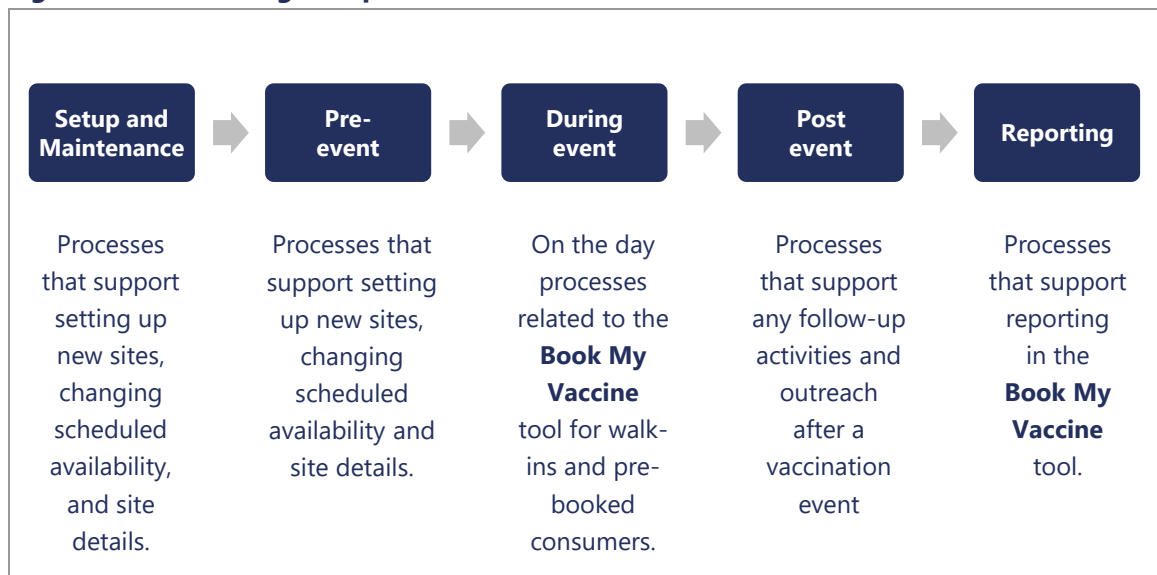 Setup and
Maintenance
Pre-
event
During
event
Post
event
Reporting
Processes
that support
setting up
new sites,
changing
scheduled
availability,
and site
details.
Processes that
support setting
up new sites,
changing
scheduled
availability and
site details.
On the day
processes
related to the
Book My
Vaccine
tool for walk-
ins and pre-
booked
consumers.
Processes
that support
any follow-up
activities and
outreach
after a
vaccination
event
Processes
that support
reporting
in the
Book My
Vaccine
tool.